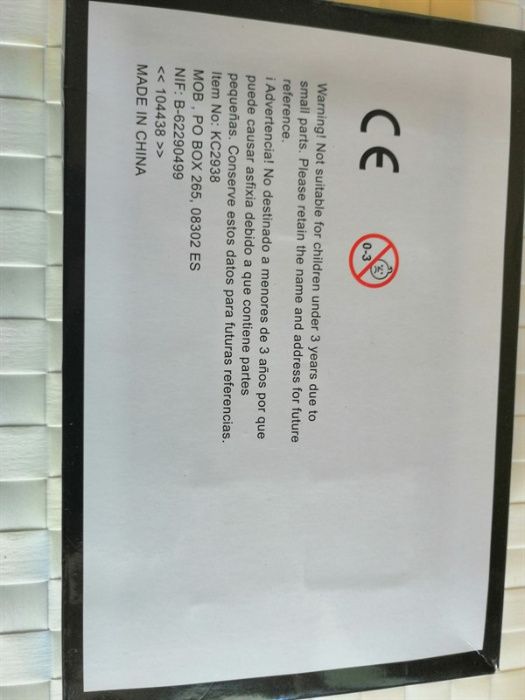 CE
0-3
Warning! Not suitable for children under 3 years due to
small parts. Please retain the name and address for future
reference.
¡ Advertencia! No destinado a menores de 3 años por que
puede causar asfixia debido a que contiene partes
pequeñas. Conserve estos datos para futuras referencias.
Item No: KC2938
MOB , PO BOX 265, 08302 ES
NIF: B-62290499
<< 104438 >>
MADE IN CHINA